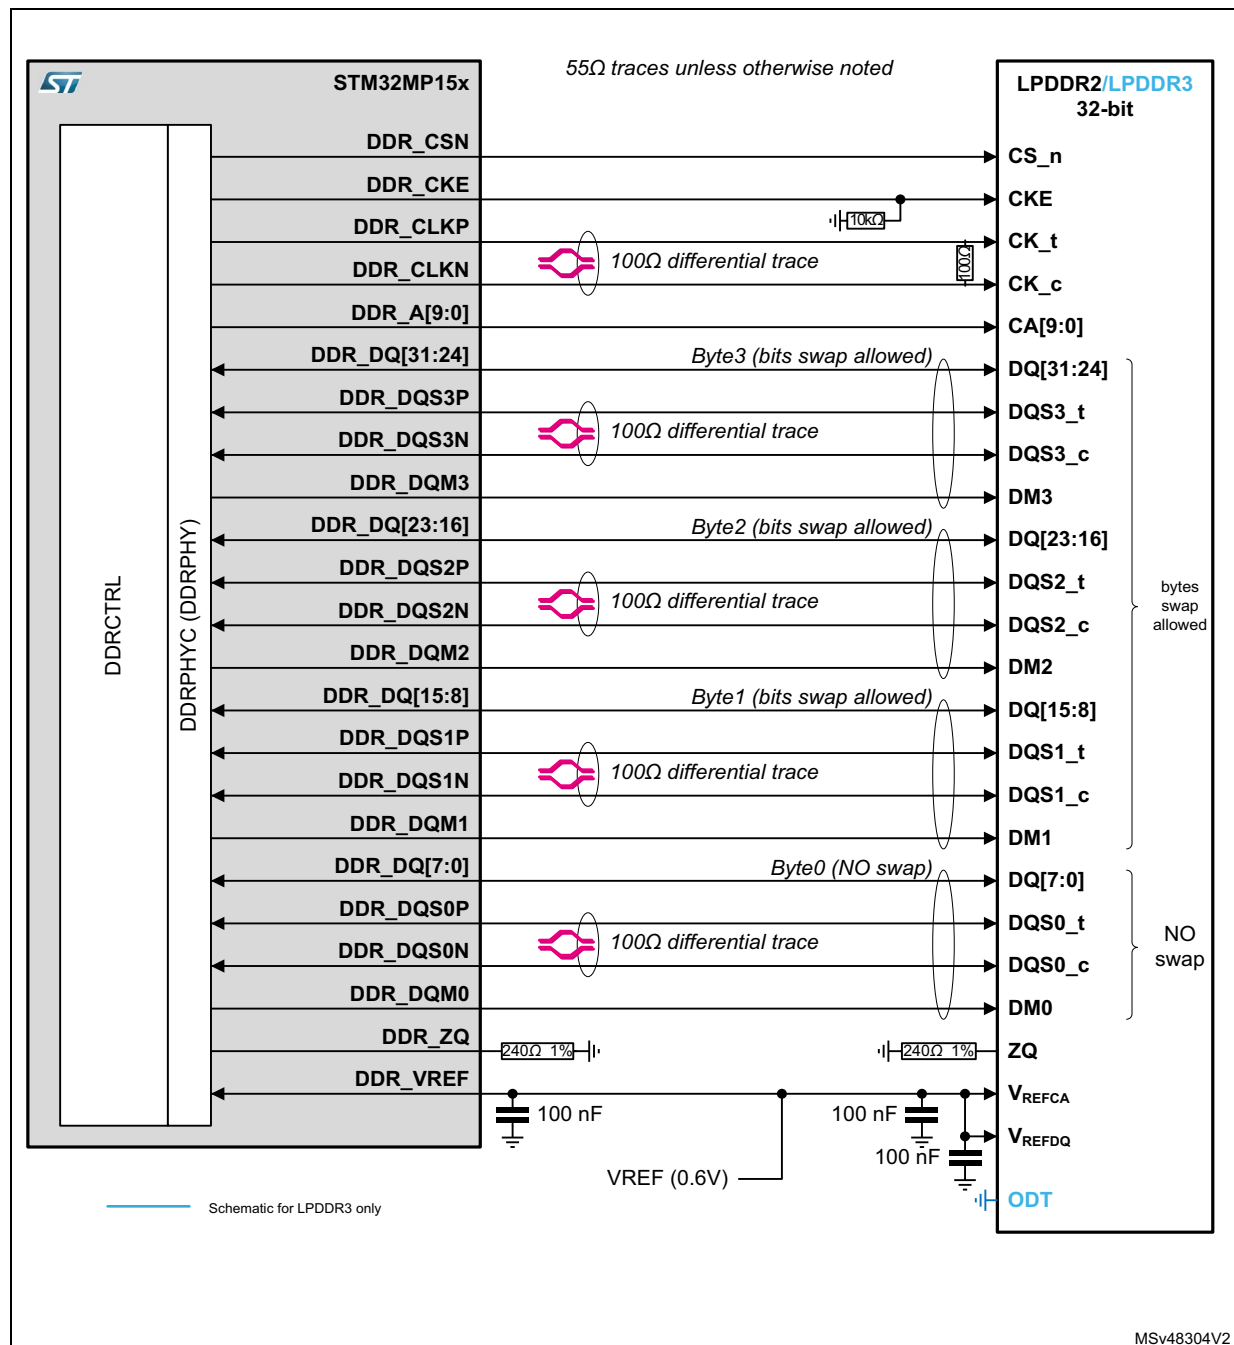 ST
STM32MP15x
55Ω traces unless otherwise noted
LPDDR2/LPDDR3
32-bit
DDRCTRL
DDRPHYC (DDRPHY)
DDR_CSN
CS_n
DDR_CKE
CKE
10kΩ
DDR_CLKP
CK_t
100Ω differential trace
100Ω
DDR_CLKN
CK_c
DDR_A[9:0]
CA[9:0]
DDR_DQ[31:24]
Byte3 (bits swap allowed)
DQ[31:24]
DDR_DQS3P
DQS3_t
100Ω differential trace
DDR_DQS3N
DQS3_c
DDR_DQM3
DM3
DDR_DQ[23:16]
Byte2 (bits swap allowed)
DQ[23:16]
DDR_DQS2P
DQS2_t
100Ω differential trace
DDR_DQS2N
DQS2_c
bytes
swap
allowed
DDR_DQM2
DM2
DDR_DQ[15:8]
Byte1 (bits swap allowed)
DQ[15:8]
DDR_DQS1P
DQS1_t
100Ω differential trace
DDR_DQS1N
DQS1_c
DDR_DQM1
DM1
DDR_DQ[7:0]
Byte0 (NO swap)
DQ[7:0]
DDR_DQS0P
DQS0_t
100Ω differential trace
DDR_DQS0N
DQS0_c
NO
swap
DDR_DQM0
DM0
DDR_ZQ
240Ω 1%
240Ω 1%
ZQ
DDR_VREF
100 nF
100 nF
VREFCA
100 nF
VREFDQ
VREF (0.6V)
ODT
Schematic for LPDDR3 only
MSv48304V2